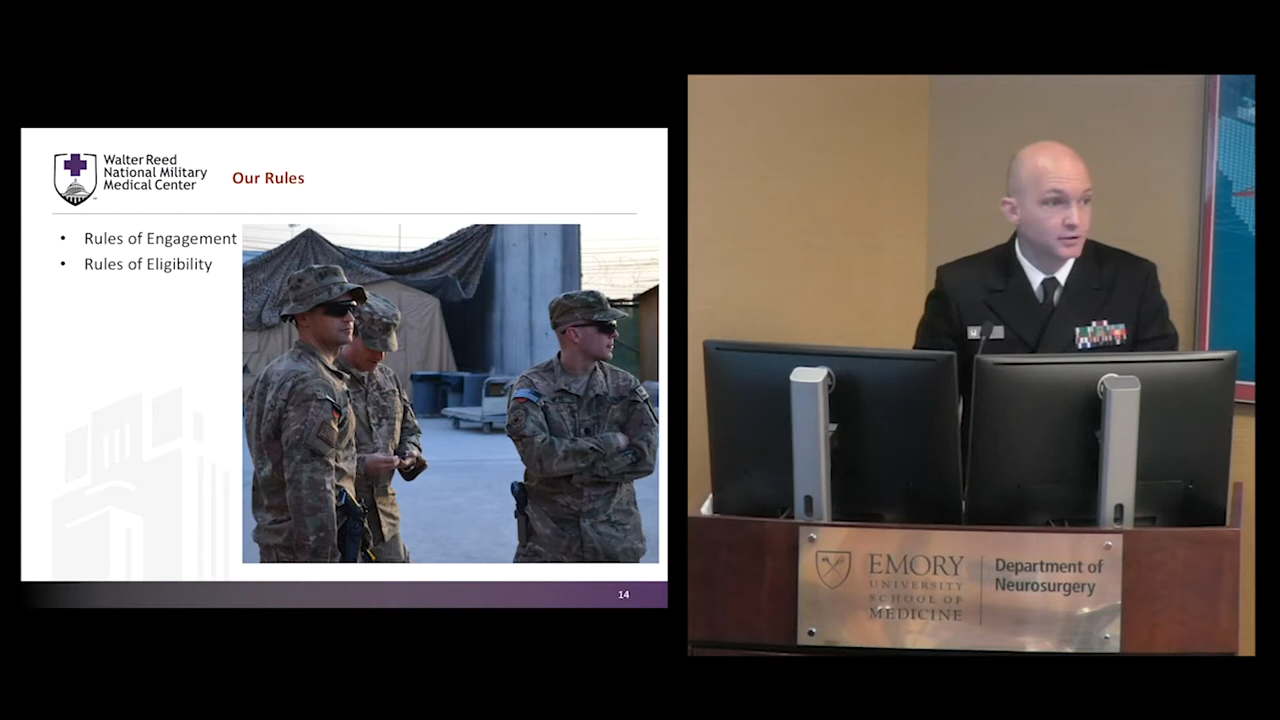 Walter Reed
National Military
Medical Center
Our Rules
• Rules of Engagement
• Rules of Eligibility
14
EMORY
UNIVERSITY
SCHOOL OF
MEDICINE
Department of
Neurosurgery